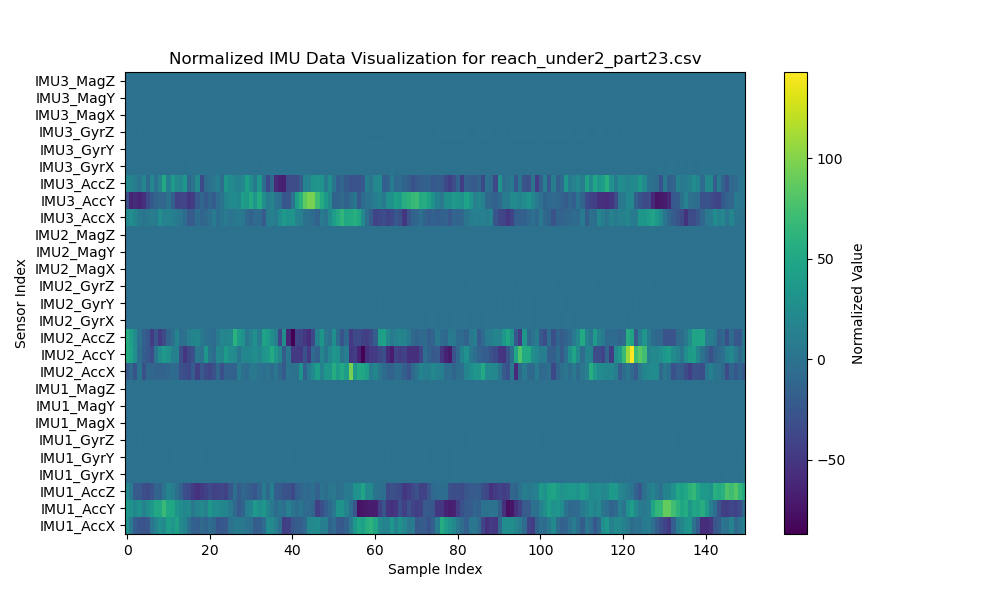 Normalized IMU Data Visualization for reach_under2_part23.csv
IMU3_MagZ
IMU3_MagY
IMU3_MagX
IMU3_GyrZ
IMU3_GyrY
IMU3_GyrX
IMU3_AccZ
IMU3_AccY
IMU3_AccX
IMU2_MagZ
IMU2_MagY
IMU2_MagX
IMU2_GyrZ
IMU2_GyrY
IMU2_GyrX
IMU2_AccZ
IMU2_AccY
IMU2_AccX
IMU1_MagZ
IMU1_MagY
IMU1_MagX
IMU1_GyrZ
IMU1_GyrY
IMU1_GyrX
IMU1_AccZ
IMU1_AccY
IMU1_AccX
Sensor Index
0 20 40 60 80 100 120 140
Sample Index
100
50
0
−50
Normalized Value